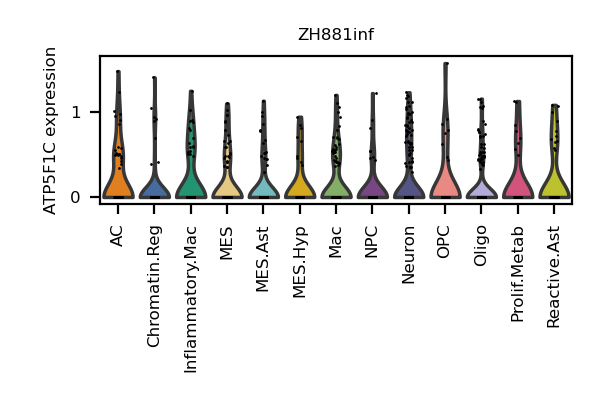 ZH881inf
ATP5F1C expression
1
0
AC
Chromatin.Reg
Inflammatory.Mac
MES
MES.Ast
MES.Hyp
Mac
NPC
Neuron
OPC
Oligo
Prolif.Metab
Reactive.Ast